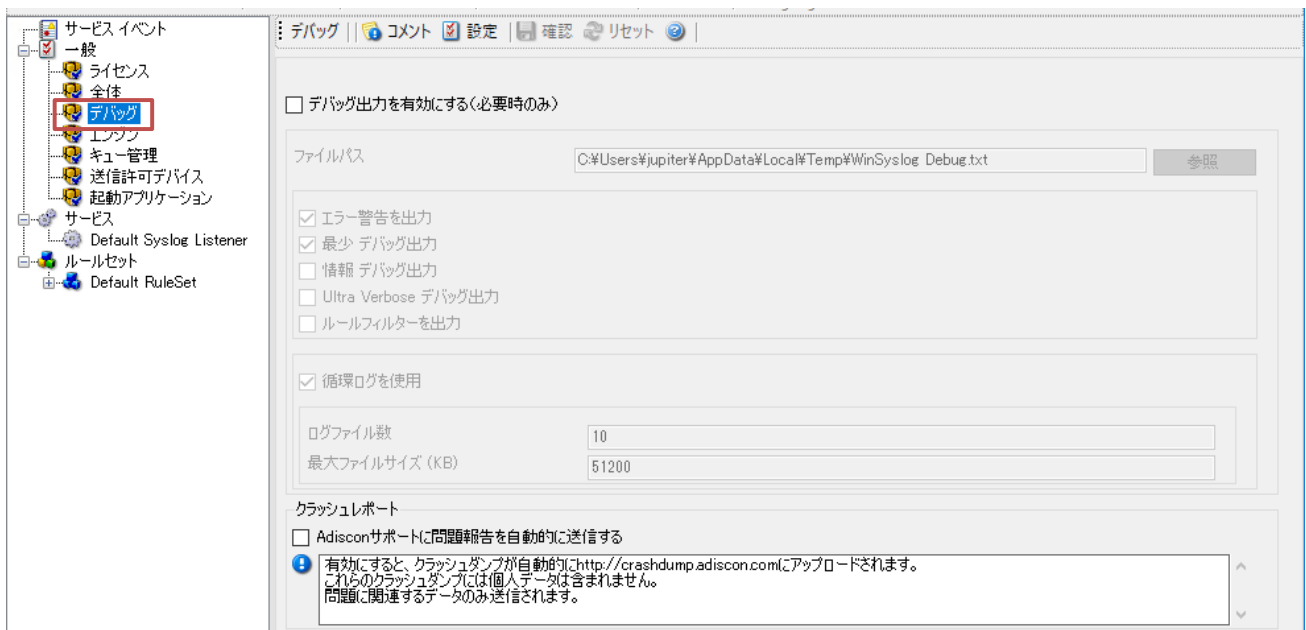 サービス イベント
一般
ライセンス
全体
デバッグ
エンジン
キュー管理
送信許可デバイス
起動アプリケーション
サービス
Default Syslog Listener
ルールセット
Default RuleSet
デバッグ | | コメント 設定 | 確認 リセット |
デバッグ出力を有効にする(必要時のみ)
ファイルパス C:¥Users¥jupiter¥AppData¥Local¥Temp¥WinSyslog Debug.txt 参照
エラー警告を出力
最少 デバッグ出力
情報 デバッグ出力
Ultra Verbose デバッグ出力
ルールフィルターを出力
循環ログを使用
ログファイル数 10
最大ファイルサイズ (KB) 51200
クラッシュレポート
Adisconサポートに問題報告を自動的に送信する
有効にすると、クラッシュダンプが自動的にhttp://crashdump.adiscon.comにアップロードされます。
これらのクラッシュダンプには個人データは含まれません。
問題に関連するデータのみ送信されます。